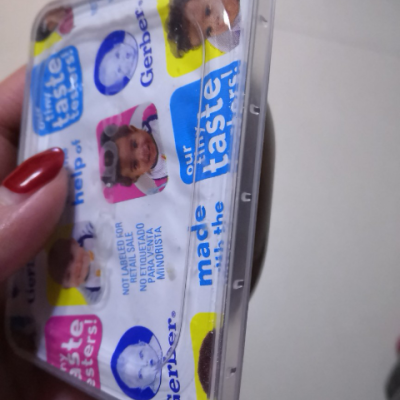 our
tiny
taste
testers!
Gerber®
our
tiny
taste
testers!
help of
made
with the
NOT LABELED FOR
RETAIL SALE
NO ETIQUETADO
PARA VENTA
MINORISTA
Gerber®
taste
testers!